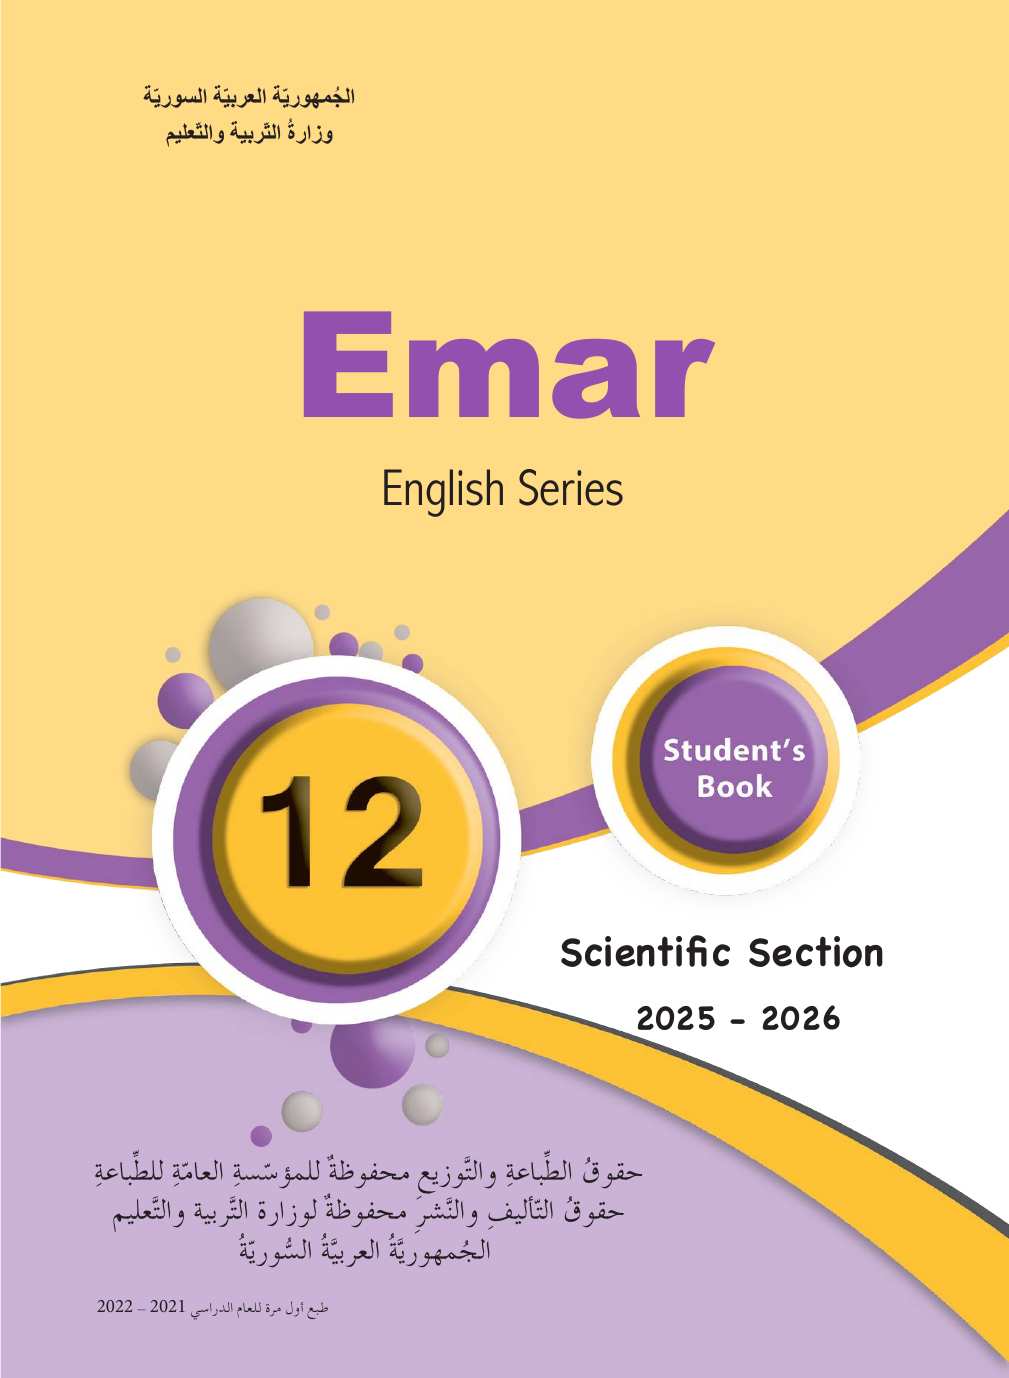 الجُمهوريّة العربيّة السوريّة
وزارةُ التَّربية والتَّعليم
Emar
English Series
12
Student’s
Book
Scientific Section
2025 - 2026
حقوقُ الطِّباعةِ والتَّوزيعِ محفوظةٌ للمؤسّسةِ العامّةِ للطِّباعةِ
حقوقُ التّأليفِ والنَّشرِ محفوظةٌ لوزارة التَّربية والتَّعليم
الجُمهوريَّةُ العربيَّةُ السُّوريّةُ
طبع أول مرة للعام الدراسي 2021 – 2022